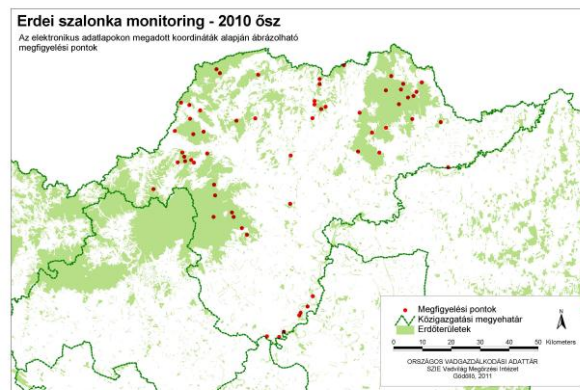 Erdei szalonka monitoring - 2010 ősz
Az elektronikus adatlapokon megadott koordináták alapján ábrázolható
megfigyelési pontok
Megfigyelési pontok
Közigazgatási megyehatár
Erdőterületek
N
0 10 20 30 40 50
Kilometers
ORSZÁGOS VADGAZDÁLKODÁSI ADATTÁR
SZIE Vadvilág Megőrzési Intézet
Gödöllő, 2011